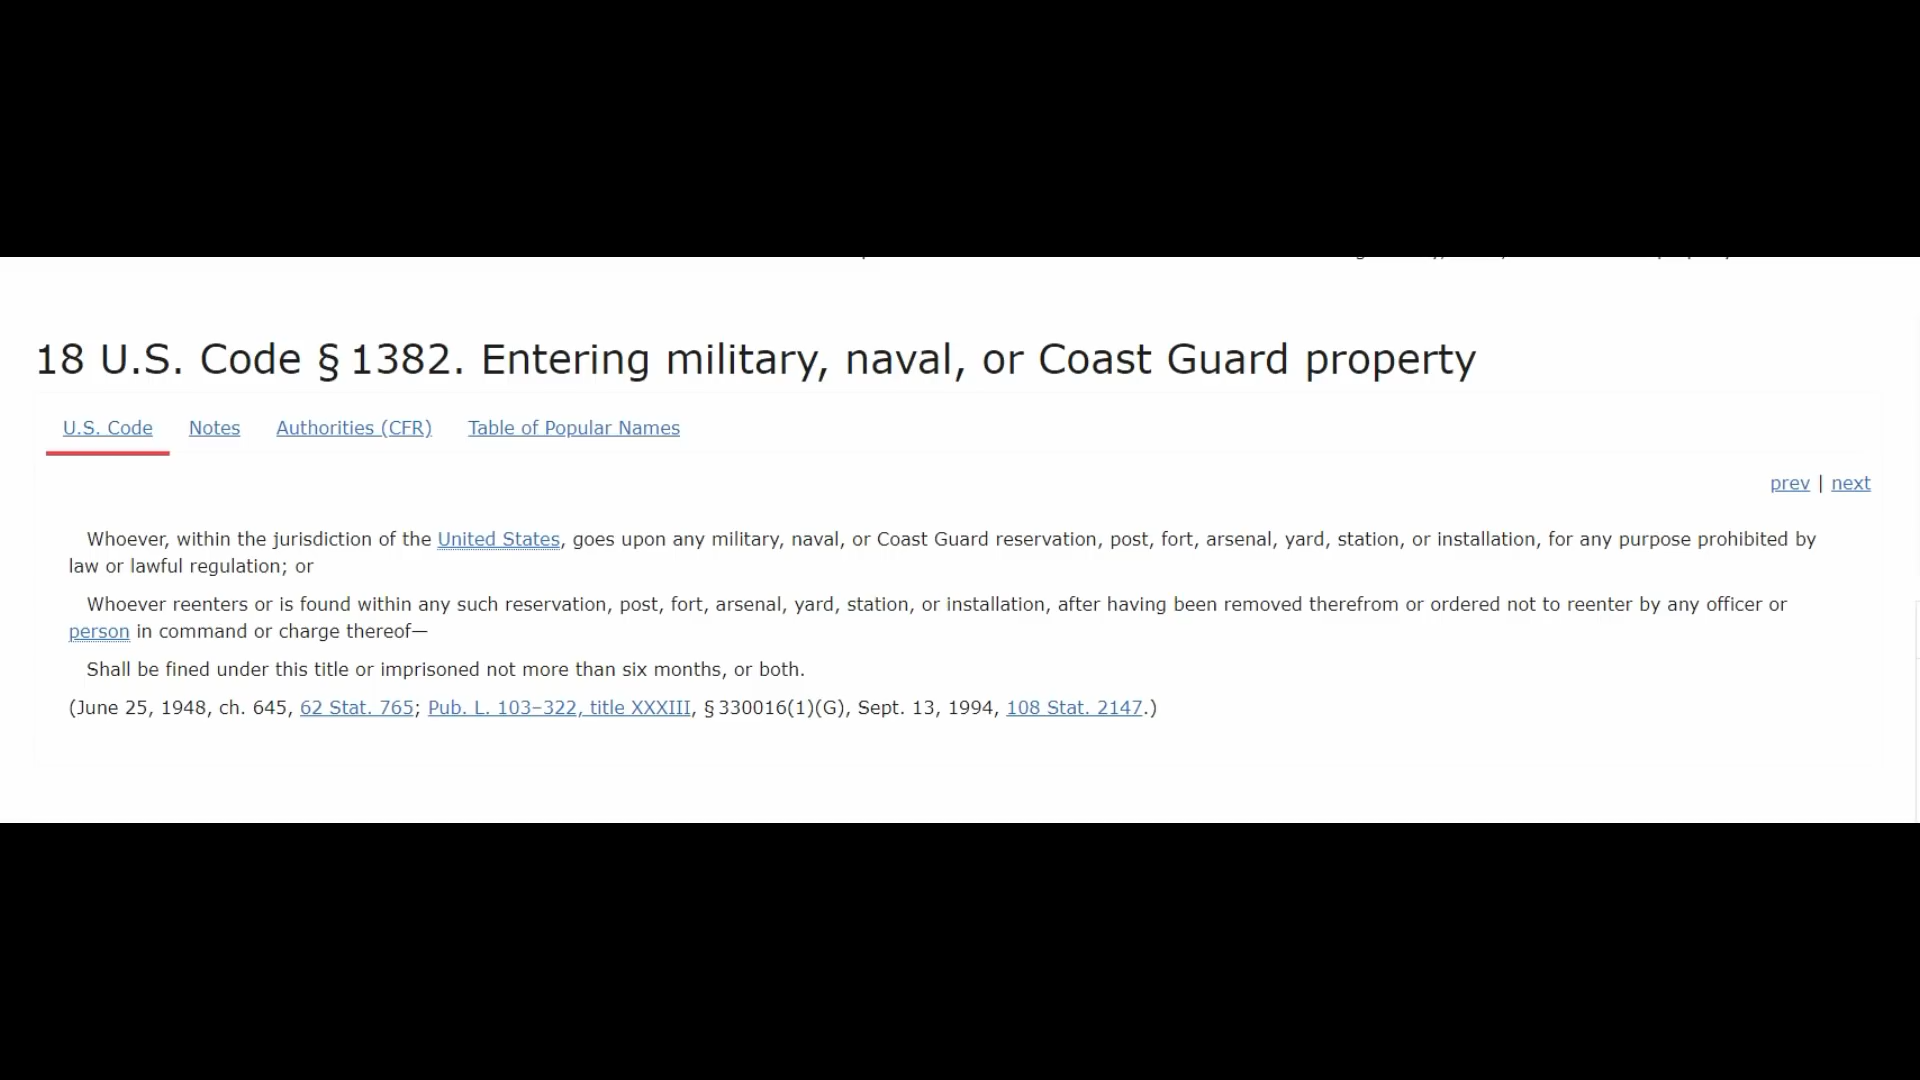 18 U.S. Code § 1382. Entering military, naval, or Coast Guard property
U.S. Code Notes Authorities (CFR) Table of Popular Names
prev | next
Whoever, within the jurisdiction of the United States, goes upon any military, naval, or Coast Guard reservation, post, fort, arsenal, yard, station, or installation, for any purpose prohibited by
law or lawful regulation; or
Whoever reenters or is found within any such reservation, post, fort, arsenal, yard, station, or installation, after having been removed therefrom or ordered not to reenter by any officer or
person in command or charge thereof—
Shall be fined under this title or imprisoned not more than six months, or both.
(June 25, 1948, ch. 645, 62 Stat. 765; Pub. L. 103–322, title XXXIII, § 330016(1)(G), Sept. 13, 1994, 108 Stat. 2147.)